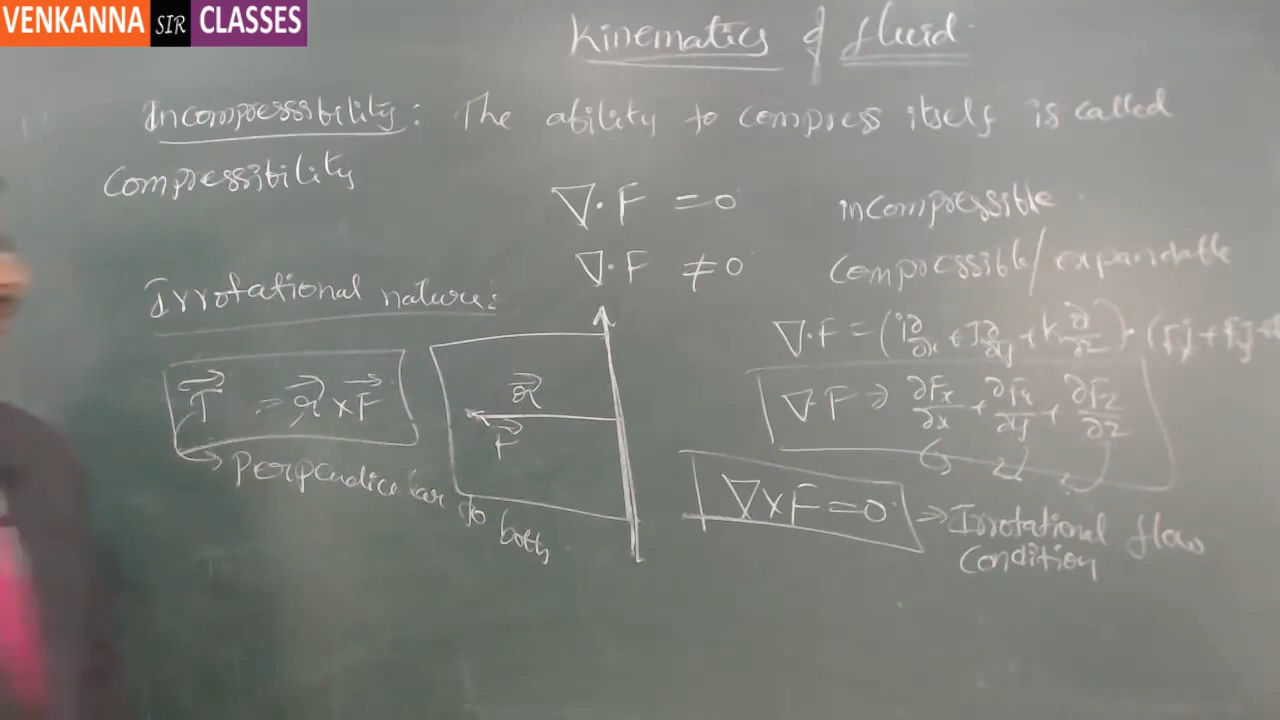 VENKANNA SIR CLASSES
Kinematics of fluid.
Incompressibility: The ability to compress itself is called
compressibility
∇·F = 0 incompressible.
∇·F ≠ 0 compressible/expandable
Irrotational nature:
∇·F = (i∂/∂x + J∂/∂y + k∂/∂z)·
∇·F ⇒ ∂Fx/∂x + ∂Fy/∂y + ∂Fz/∂z
T⃗ = r⃗ × F⃗
r⃗
F⃗
perpendicular to both
∇×F = 0 → Irrotational flow
condition